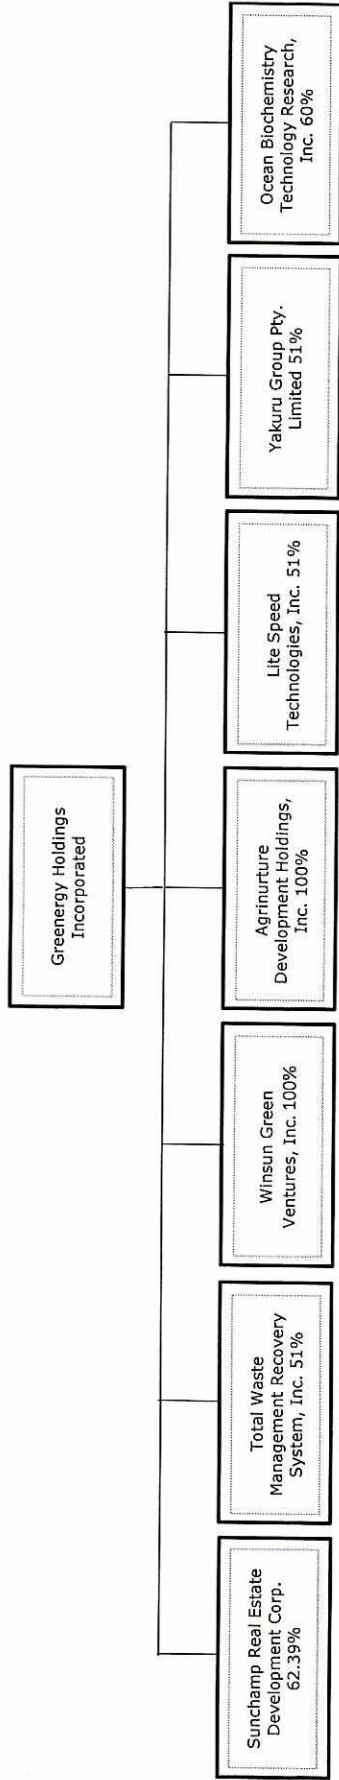 Greenergy Holdings
Incorporated
Sunchamp Real Estate
Development Corp.
62.39%
Total Waste
Management Recovery
System, Inc. 51%
Winsun Green
Ventures, Inc. 100%
Agrinurture
Development Holdings,
Inc. 100%
Lite Speed
Technologies, Inc. 51%
Yakuru Group Pty.
Limited 51%
Ocean Biochemistry
Technology Research,
Inc. 60%